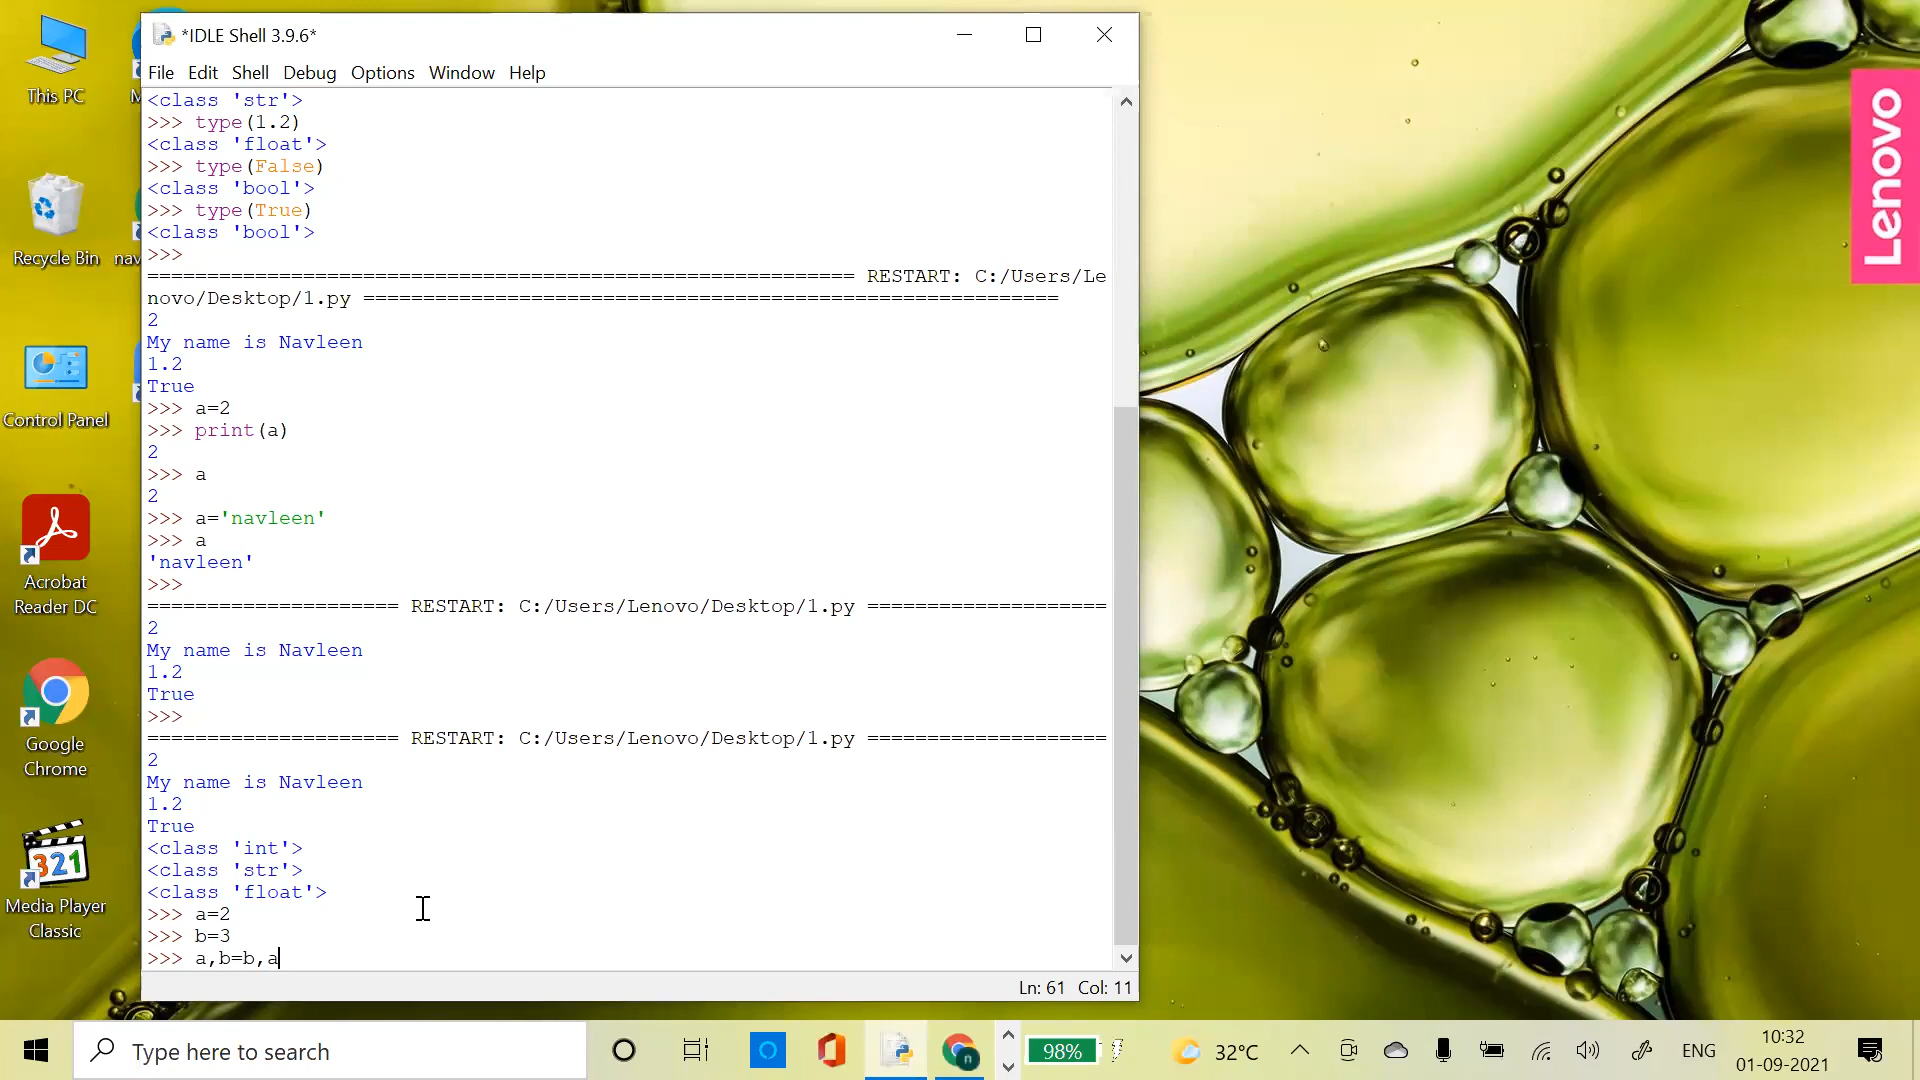 *IDLE Shell 3.9.6*
File Edit Shell Debug Options Window Help
<class 'str'>
>>> type(1.2)
<class 'float'>
>>> type(False)
<class 'bool'>
>>> type(True)
<class 'bool'>
>>>
=========================================================== RESTART: C:/Users/Le
novo/Desktop/1.py ==========================================================
2
My name is Navleen
1.2
True
>>> a=2
>>> print(a)
2
>>> a
2
>>> a='navleen'
>>> a
'navleen'
>>>
===================== RESTART: C:/Users/Lenovo/Desktop/1.py ====================
2
My name is Navleen
1.2
True
>>>
===================== RESTART: C:/Users/Lenovo/Desktop/1.py ====================
2
My name is Navleen
1.2
True
<class 'int'>
<class 'str'>
<class 'float'>
>>> a=2
>>> b=3
>>> a,b=b,a
Ln: 61 Col: 11
This PC
Recycle Bin
nav
Control Panel
Acrobat
Reader DC
Google
Chrome
321
Media Player
Classic
Lenovo
Type here to search
n
98%
32°C
ENG
10:32
01-09-2021